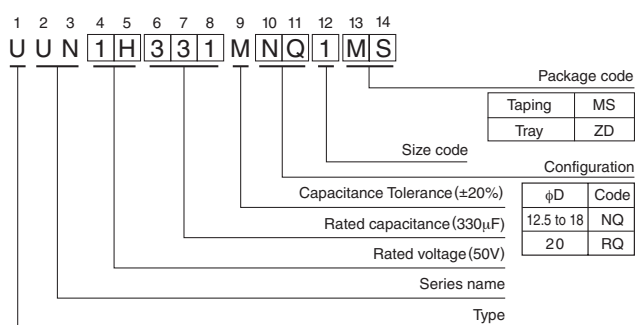 1 2 3 4 5 6 7 8 9 10 11 12 13 14
U U N 1 H 3 3 1 M N Q 1 M S
Package code
Taping MS
Tray ZD
Size code
Configuration
ϕD Code
12.5 to 18 NQ
20 RQ
Capacitance Tolerance (±20%)
Rated capacitance (330μF)
Rated voltage (50V)
Series name
Type